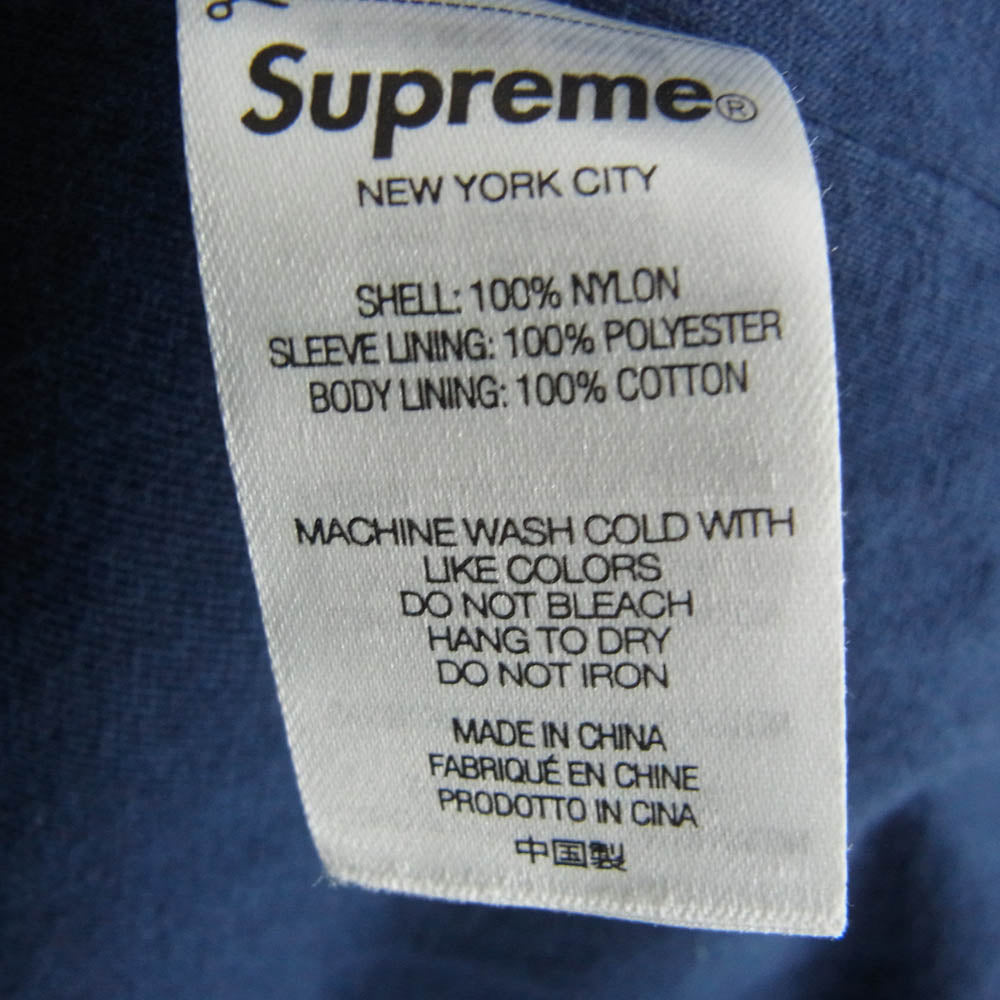 Supreme®
NEW YORK CITY
SHELL: 100% NYLON
SLEEVE LINING: 100% POLYESTER
BODY LINING: 100% COTTON
MACHINE WASH COLD WITH
LIKE COLORS
DO NOT BLEACH
HANG TO DRY
DO NOT IRON
MADE IN CHINA
FABRIQUÉ EN CHINE
PRODOTTO IN CINA
中国製